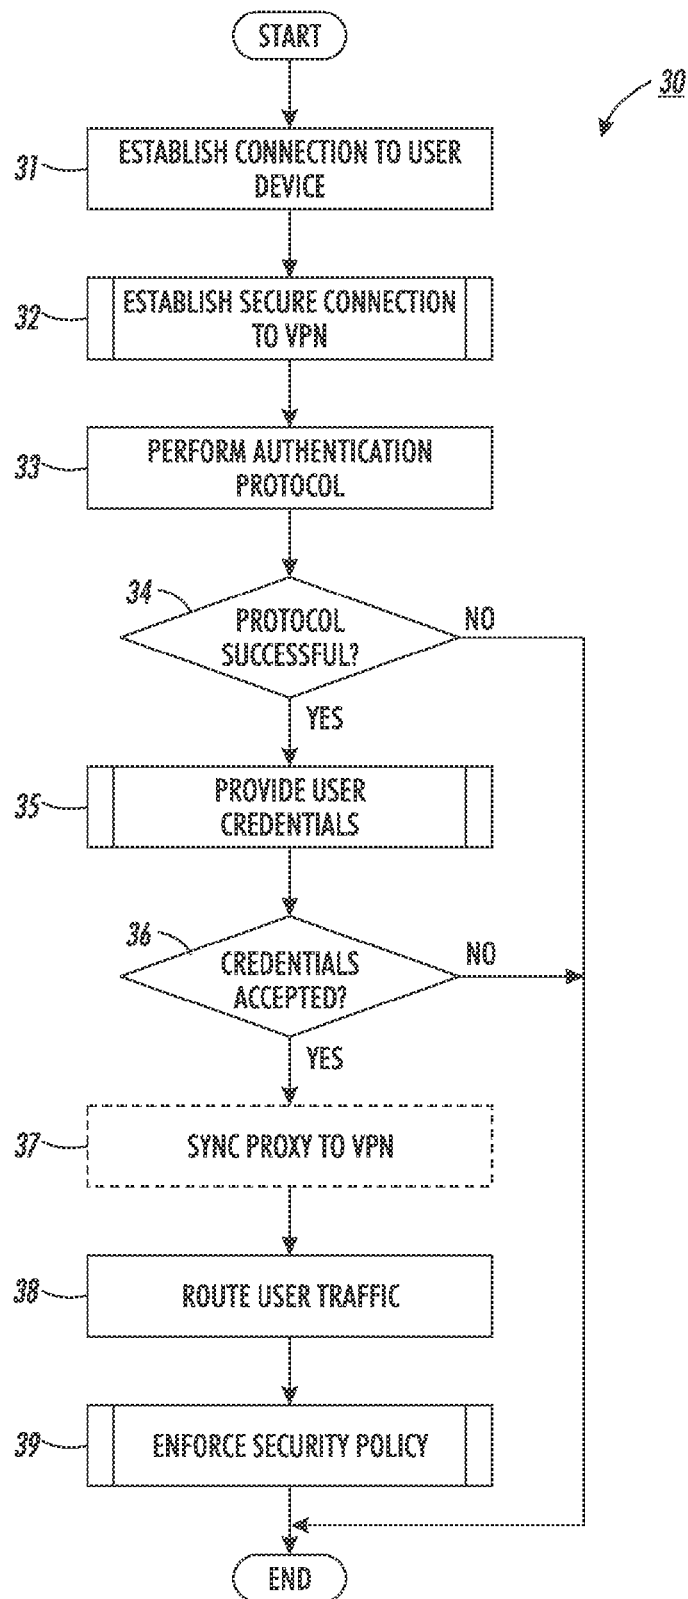 START
30
31
ESTABLISH CONNECTION TO USER
DEVICE
32
ESTABLISH SECURE CONNECTION
TO VPN
33
PERFORM AUTHENTICATION
PROTOCOL
34
PROTOCOL
SUCCESSFUL?
NO
YES
35
PROVIDE USER
CREDENTIALS
36
CREDENTIALS
ACCEPTED?
NO
YES
37
SYNC PROXY TO VPN
38
ROUTE USER TRAFFIC
39
ENFORCE SECURITY POLICY
END